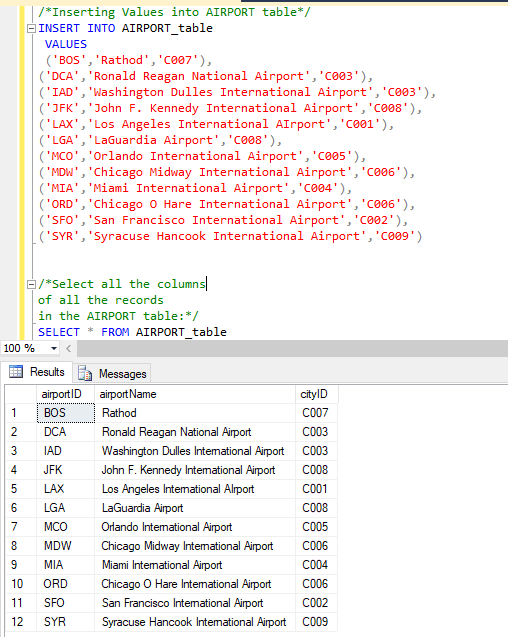 /*Inserting Values into AIRPORT table*/
INSERT INTO AIRPORT_table
VALUES
('BOS','Rathod','C007'),
('DCA','Ronald Reagan National Airport','C003'),
('IAD','Washington Dulles International Airport','C003'),
('JFK','John F. Kennedy International Airport','C008'),
('LAX','Los Angeles International AIrport','C001'),
('LGA','LaGuardia Airport','C008'),
('MCO','Orlando International Airport','C005'),
('MDW','Chicago Midway International Airport','C006'),
('MIA','Miami International Airport','C004'),
('ORD','Chicago O Hare International Airport','C006'),
('SFO','San Francisco International Airport','C002'),
('SYR','Syracuse Hancook International Airport','C009')
/*Select all the columns
of all the records
in the AIRPORT table:*/
SELECT * FROM AIRPORT_table
100 %
Results Messages
airportID airportName cityID
1 BOS Rathod C007
2 DCA Ronald Reagan National Airport C003
3 IAD Washington Dulles International Airport C003
4 JFK John F. Kennedy International Airport C008
5 LAX Los Angeles International AIrport C001
6 LGA LaGuardia Airport C008
7 MCO Orlando International Airport C005
8 MDW Chicago Midway International Airport C006
9 MIA Miami International Airport C004
10 ORD Chicago O Hare International Airport C006
11 SFO San Francisco International Airport C002
12 SYR Syracuse Hancook International Airport C009